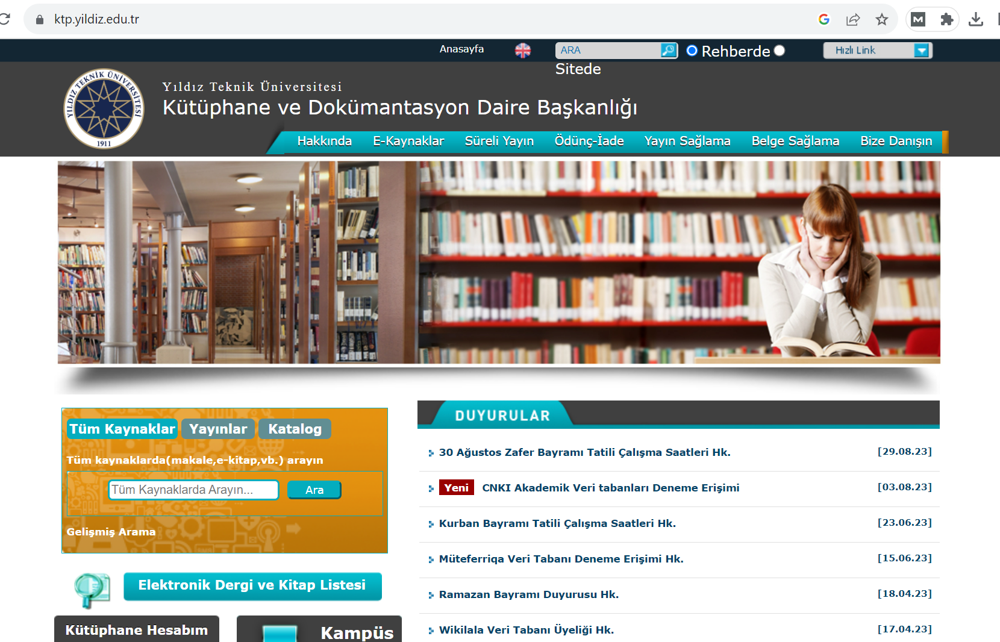 ktp.yildiz.edu.tr
Anasayfa
ARA
Rehberde
Sitede
Hızlı Link
YILDIZ TEKNİK ÜNİVERSİTESİ
1911
Yıldız Teknik Üniversitesi
Kütüphane ve Dokümantasyon Daire Başkanlığı
Hakkında E-Kaynaklar Süreli Yayın Ödünç-İade Yayın Sağlama Belge Sağlama Bize Danışın
Tüm Kaynaklar Yayınlar Katalog
Tüm kaynaklarda(makale,e-kitap,vb.) arayın
Tüm Kaynaklarda Arayın... Ara
Gelişmiş Arama
Elektronik Dergi ve Kitap Listesi
Kütüphane Hesabım
Kampüs
DUYURULAR
30 Ağustos Zafer Bayramı Tatili Çalışma Saatleri Hk. [29.08.23]
Yeni CNKI Akademik Veri tabanları Deneme Erişimi [03.08.23]
Kurban Bayramı Tatili Çalışma Saatleri Hk. [23.06.23]
Müteferriqa Veri Tabanı Deneme Erişimi Hk. [15.06.23]
Ramazan Bayramı Duyurusu Hk. [18.04.23]
Wikilala Veri Tabanı Üyeliği Hk. [17.04.23]